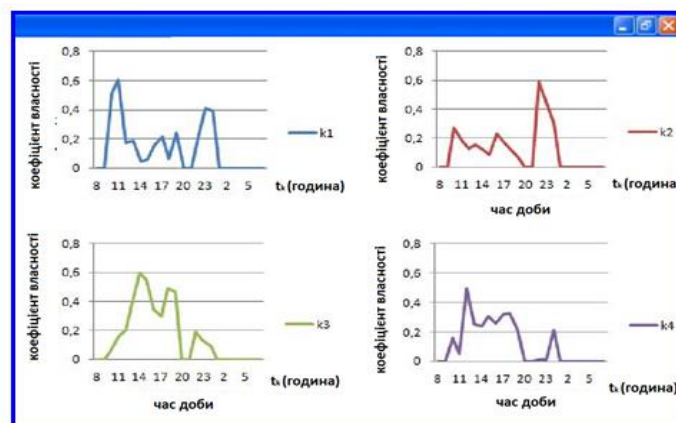 0,8
0,6
0,4
0,2
0
8 11 14 17 20 23 2 5
коефіцієнт власності
k1
tₖ (година)
0,8
0,6
0,4
0,2
0
8 11 14 17 20 23 2 5
коефіцієнт власності
k2
tₖ (година)
час доби
0,8
0,6
0,4
0,2
0
8 11 14 17 20 23 2 5
коефіцієнт власності
k3
tₖ (година)
час доби
0,8
0,6
0,4
0,2
0
8 11 14 17 20 23 2 5
коефіцієнт власності
k4
tₖ (година)
час доби